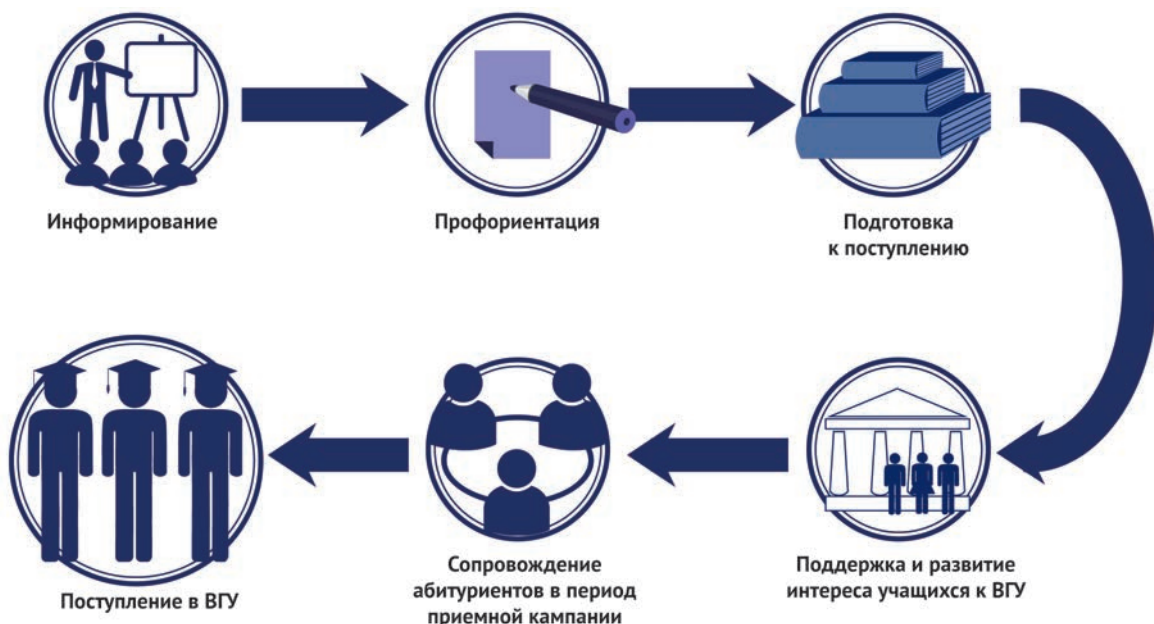 Информирование
Профориентация
Подготовка
к поступлению
Поддержка и развитие
интереса учащихся к ВГУ
Сопровождение
абитуриентов в период
приемной кампании
Поступление в ВГУ